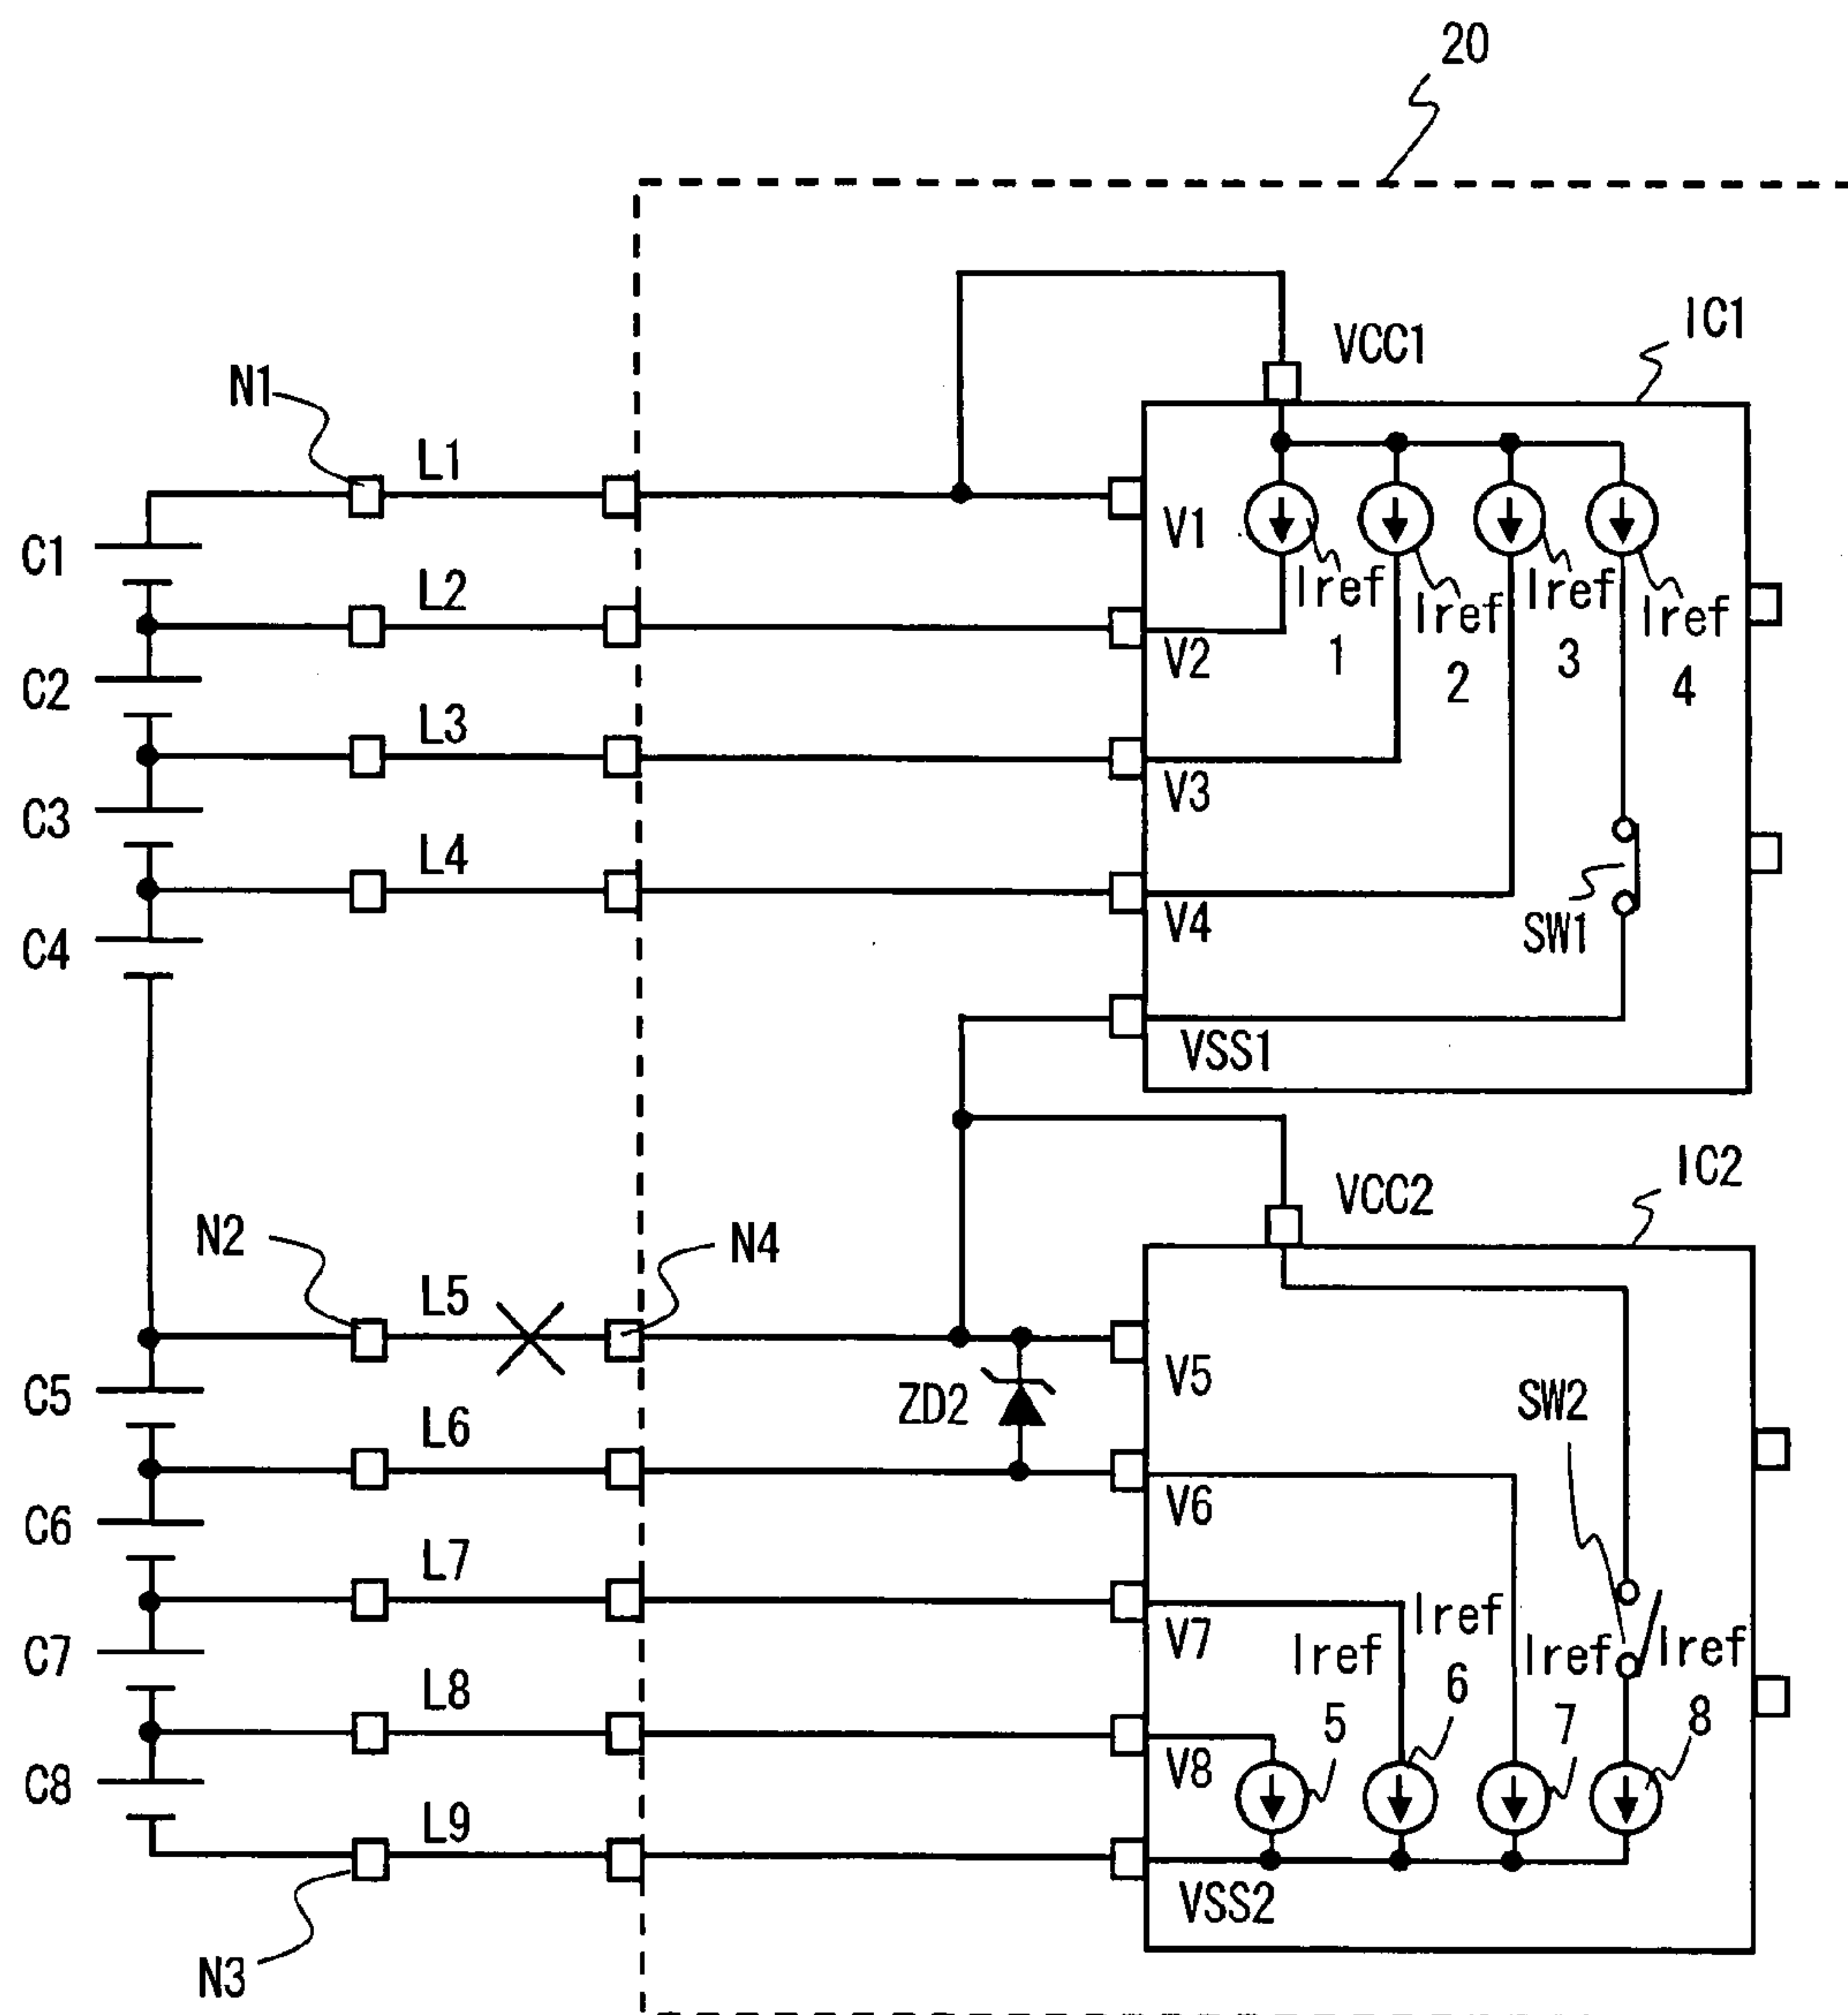 20
IC1
VCC1
N1
L1
V1
C1
Iref 1
Iref 2
Iref 3
Iref 4
L2
V2
C2
L3
V3
C3
L4
V4
C4
SW1
VSS1
IC2
VCC2
N2
N4
L5
V5
C5
ZD2
SW2
L6
V6
C6
L7
V7
C7
Iref 5
Iref 6
Iref 7
Iref 8
L8
V8
C8
L9
VSS2
N3